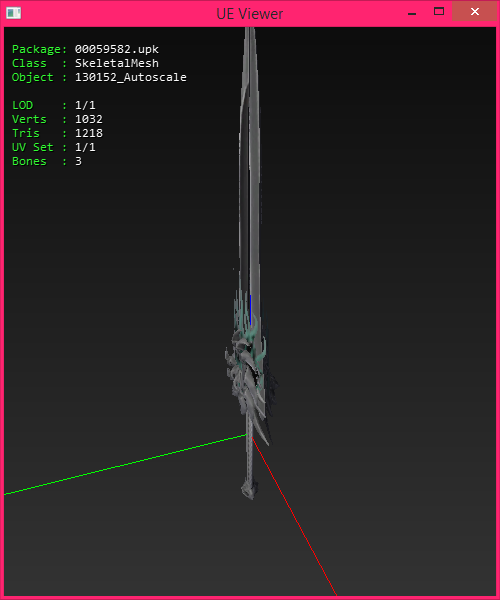 UE Viewer
Package: 00059582.upk
Class  : SkeletalMesh
Object : 130152_Autoscale
LOD    : 1/1
Verts  : 1032
Tris   : 1218
UV Set : 1/1
Bones  : 3